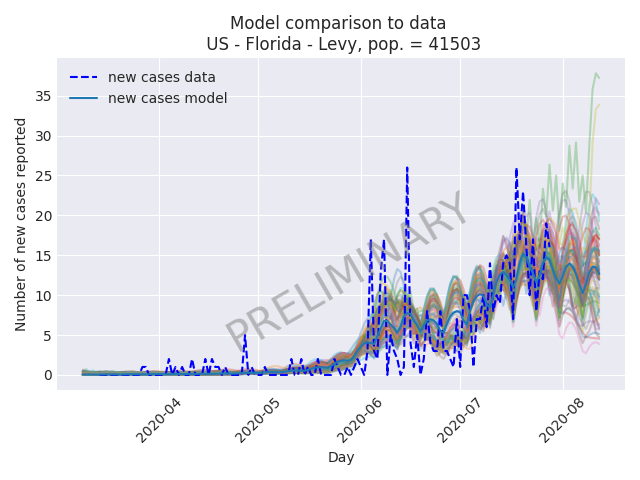 Model comparison to data
US - Florida - Levy, pop. = 41503
new cases data
new cases model
PRELIMINARY
Number of new cases reported
35
30
25
20
15
10
5
0
2020-04
2020-05
2020-06
2020-07
2020-08
Day